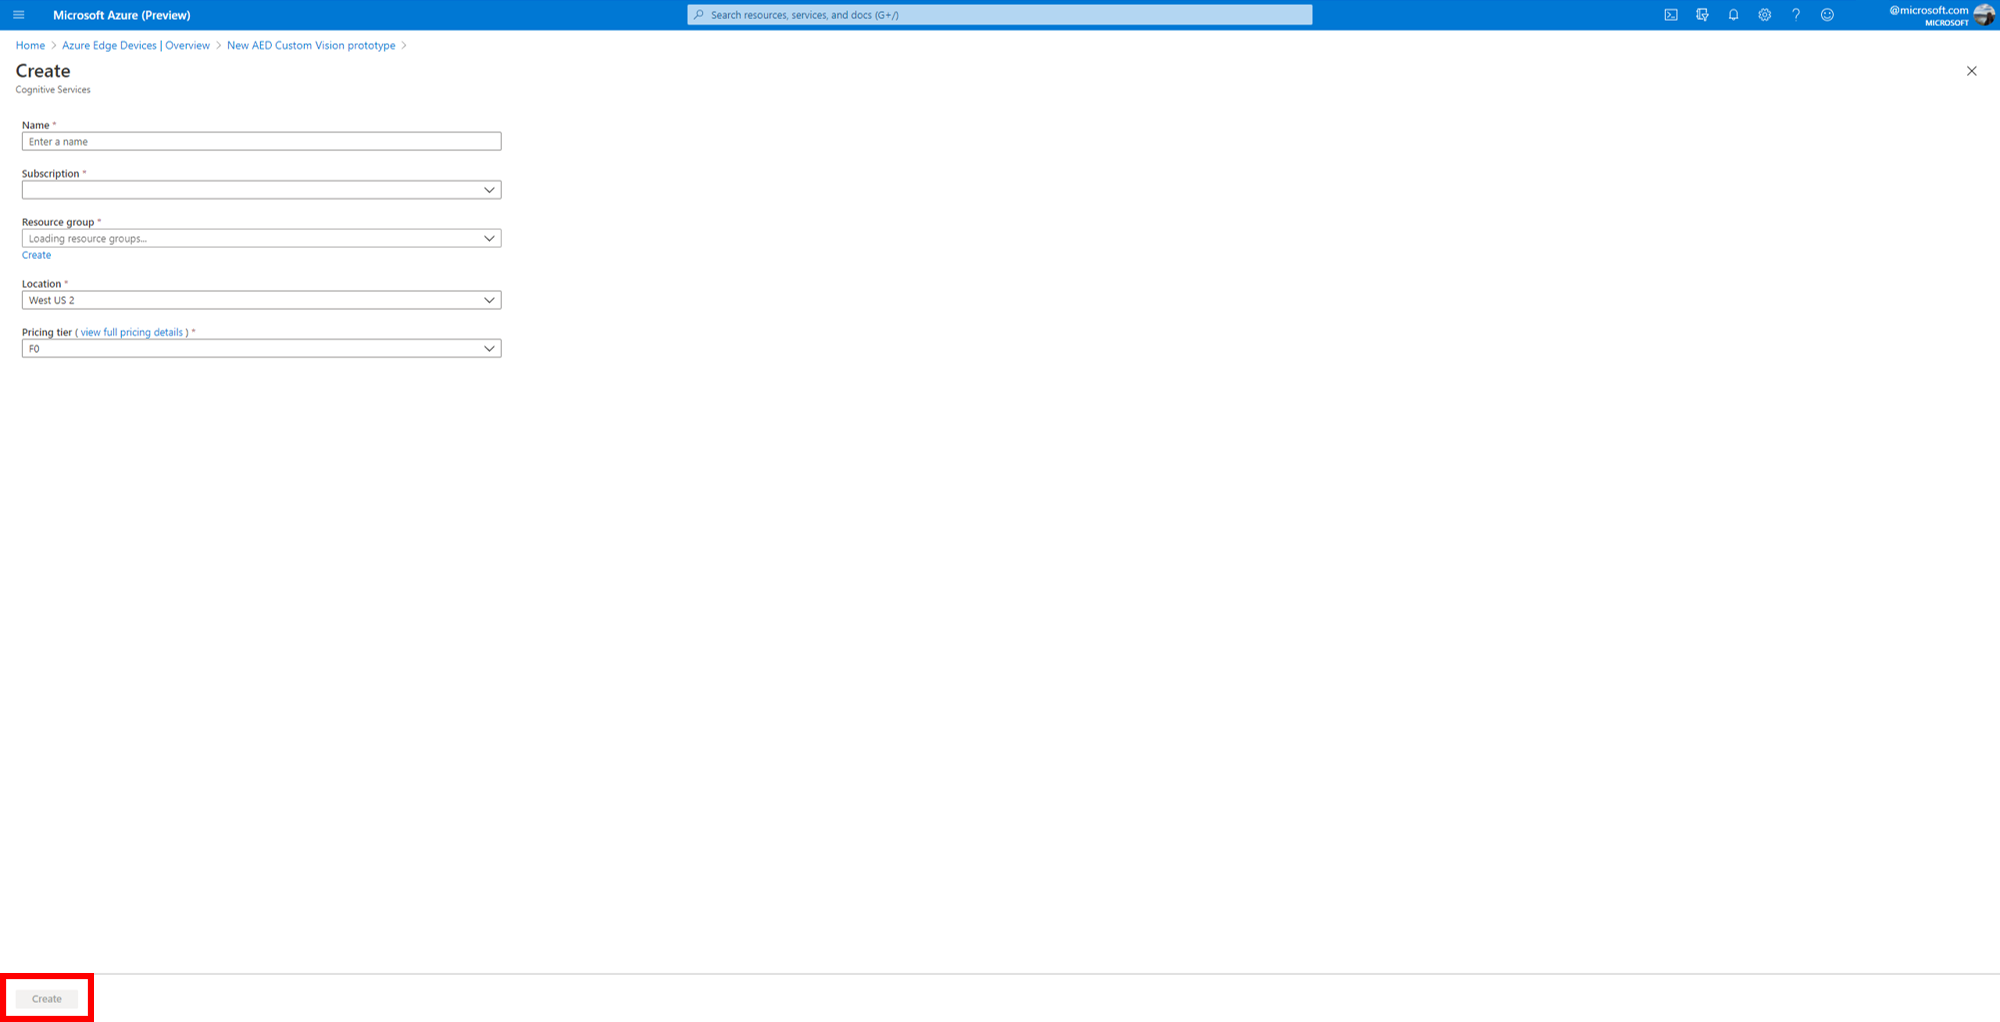 Microsoft Azure (Preview)
Search resources, services, and docs (G+/)
@microsoft.com
MICROSOFT
Home > Azure Edge Devices | Overview > New AED Custom Vision prototype >
Create
Cognitive Services
Name *
Enter a name
Subscription *
Resource group *
Loading resource groups...
Create
Location *
West US 2
Pricing tier ( view full pricing details ) *
F0
Create